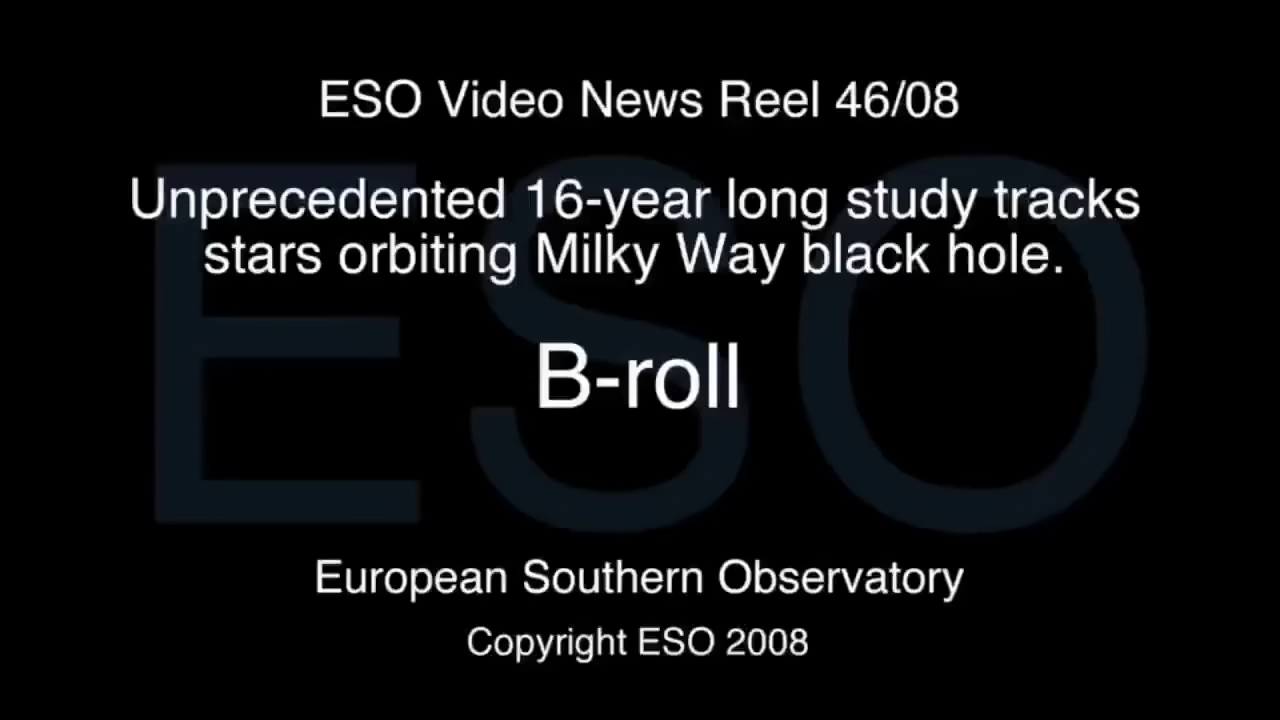 ESO Video News Reel 46/08
Unprecedented 16-year long study tracks
stars orbiting Milky Way black hole.
B-roll
ESO
European Southern Observatory
Copyright ESO 2008